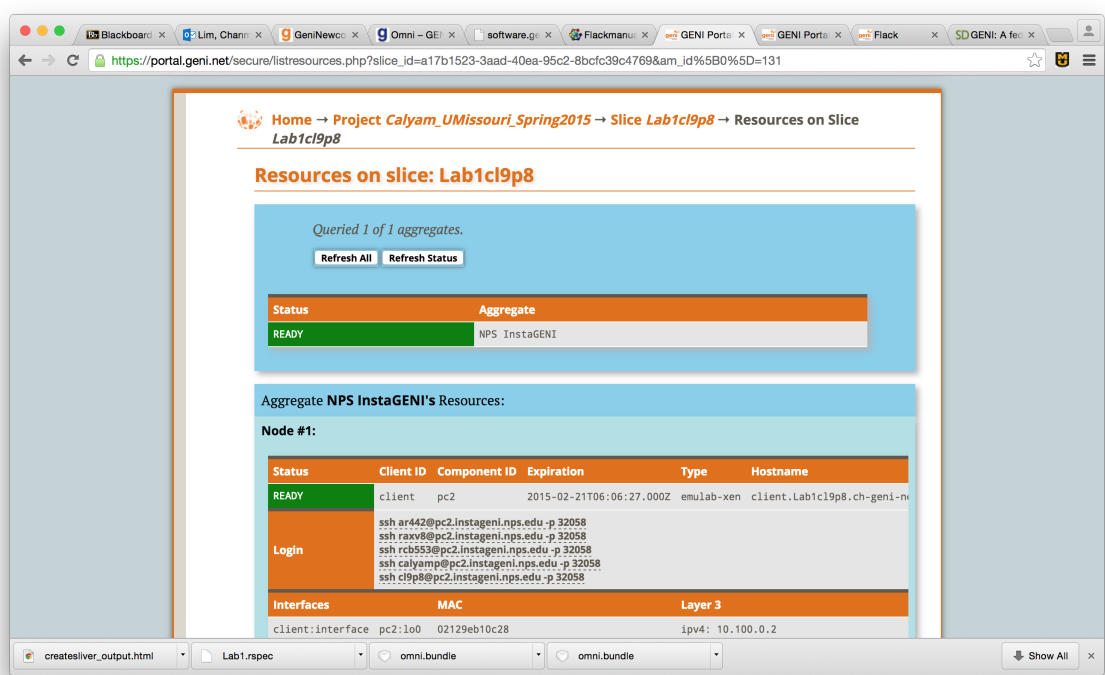 Blackboard
Lim, Chann
GeniNewco
Omni – GEN
software.ge
Flackmanu
GENI Portal
GENI Portal
Flack
GENI: A fed
https://portal.geni.net/secure/listresources.php?slice_id=a17b1523-3aad-40ea-95c2-8bcfc39c4769&am_id%5B0%5D=131
Home → Project Calyam_UMissouri_Spring2015 → Slice Lab1cl9p8 → Resources on Slice
Lab1cl9p8
Resources on slice: Lab1cl9p8
Queried 1 of 1 aggregates.
Refresh All Refresh Status
Status Aggregate
READY NPS InstaGENI
Aggregate NPS InstaGENI's Resources:
Node #1:
Status Client ID Component ID Expiration Type Hostname
READY client pc2 2015-02-21T06:06:27.000Z emulab-xen client.Lab1cl9p8.ch-geni-ne
Login
ssh ar442@pc2.instageni.nps.edu -p 32058
ssh raxv8@pc2.instageni.nps.edu -p 32058
ssh rcb553@pc2.instageni.nps.edu -p 32058
ssh calyamp@pc2.instageni.nps.edu -p 32058
ssh cl9p8@pc2.instageni.nps.edu -p 32058
Interfaces MAC Layer 3
client:interface pc2:lo0 02129eb10c28 ipv4: 10.100.0.2
createsliver_output.html
Lab1.rspec
omni.bundle
omni.bundle
Show All